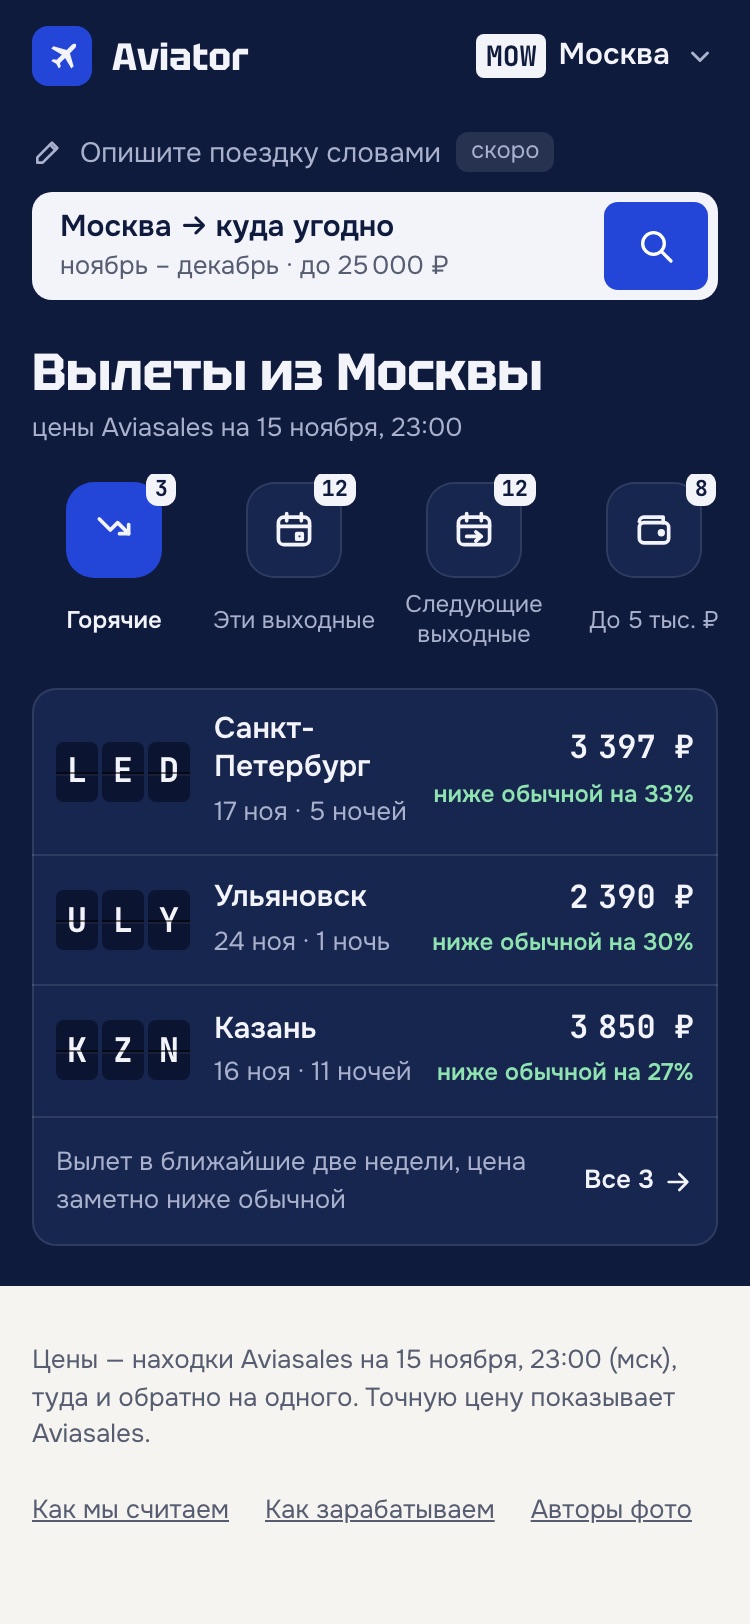 Aviator
MOW Москва
Опишите поездку словами скоро
Москва → куда угодно
ноябрь – декабрь · до 25 000 ₽
Вылеты из Москвы
цены Aviasales на 15 ноября, 23:00
3
Горячие
12
Эти выходные
12
Следующие
выходные
8
До 5 тыс. ₽
LED
Санкт-
Петербург
17 ноя · 5 ночей
3 397 ₽
ниже обычной на 33%
ULY
Ульяновск
24 ноя · 1 ночь
2 390 ₽
ниже обычной на 30%
KZN
Казань
16 ноя · 11 ночей
3 850 ₽
ниже обычной на 27%
Вылет в ближайшие две недели, цена
заметно ниже обычной
Все 3 →
Цены — находки Aviasales на 15 ноября, 23:00 (мск),
туда и обратно на одного. Точную цену показывает
Aviasales.
Как мы считаем Как зарабатываем Авторы фото